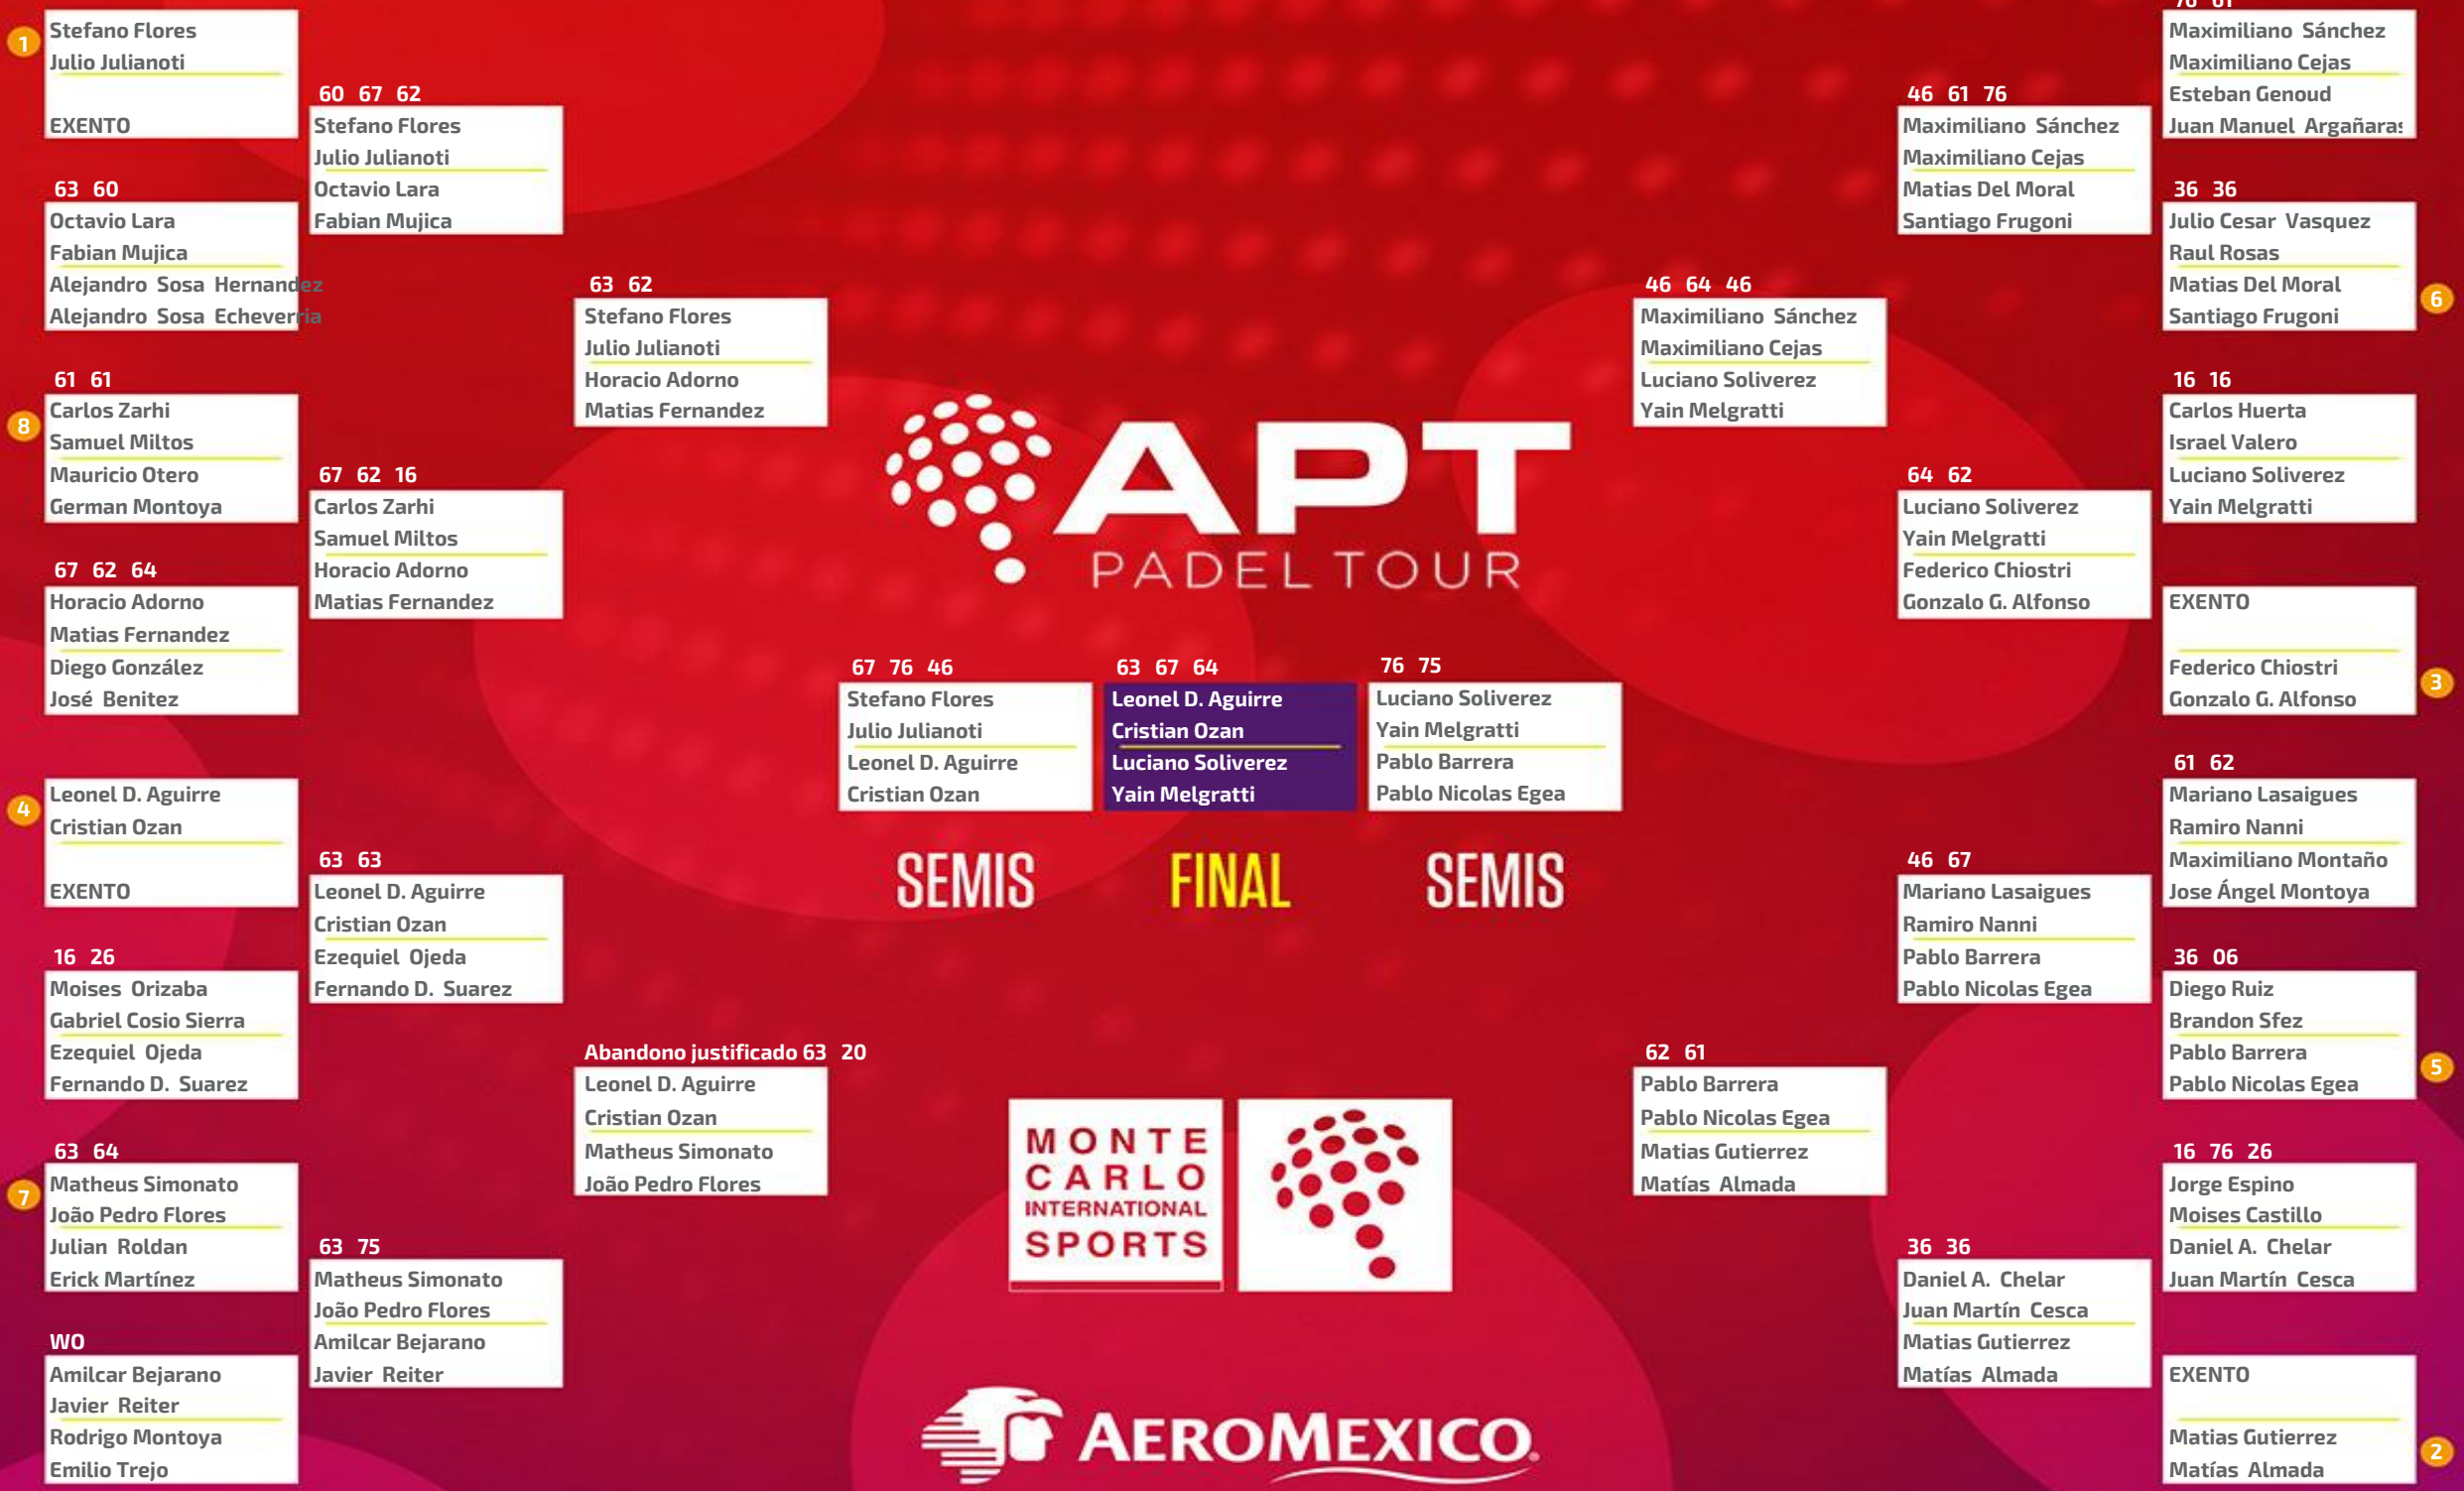 1
Stefano Flores
Julio Julianoti
EXENTO
63 60
Octavio Lara
Fabian Mujica
Alejandro Sosa Hernandez
Alejandro Sosa Echeverria
61 61
8
Carlos Zarhi
Samuel Miltos
Mauricio Otero
German Montoya
67 62 64
Horacio Adorno
Matias Fernandez
Diego González
José Benitez
4
Leonel D. Aguirre
Cristian Ozan
EXENTO
16 26
Moises Orizaba
Gabriel Cosio Sierra
Ezequiel Ojeda
Fernando D. Suarez
63 64
7
Matheus Simonato
João Pedro Flores
Julian Roldan
Erick Martínez
WO
Amilcar Bejarano
Javier Reiter
Rodrigo Montoya
Emilio Trejo
60 67 62
Stefano Flores
Julio Julianoti
Octavio Lara
Fabian Mujica
67 62 16
Carlos Zarhi
Samuel Miltos
Horacio Adorno
Matias Fernandez
63 63
Leonel D. Aguirre
Cristian Ozan
Ezequiel Ojeda
Fernando D. Suarez
63 75
Matheus Simonato
João Pedro Flores
Amilcar Bejarano
Javier Reiter
63 62
Stefano Flores
Julio Julianoti
Horacio Adorno
Matias Fernandez
Abandono justificado 63 20
Leonel D. Aguirre
Cristian Ozan
Matheus Simonato
João Pedro Flores
APT
PADEL TOUR
67 76 46
Stefano Flores
Julio Julianoti
Leonel D. Aguirre
Cristian Ozan
SEMIS
63 67 64
Leonel D. Aguirre
Cristian Ozan
Luciano Soliverez
Yain Melgratti
FINAL
76 75
Luciano Soliverez
Yain Melgratti
Pablo Barrera
Pablo Nicolas Egea
SEMIS
MONTE
CARLO
INTERNATIONAL
SPORTS
AEROMEXICO
46 64 46
Maximiliano Sánchez
Maximiliano Cejas
Luciano Soliverez
Yain Melgratti
62 61
Pablo Barrera
Pablo Nicolas Egea
Matias Gutierrez
Matías Almada
46 61 76
Maximiliano Sánchez
Maximiliano Cejas
Matias Del Moral
Santiago Frugoni
64 62
Luciano Soliverez
Yain Melgratti
Federico Chiostri
Gonzalo G. Alfonso
46 67
Mariano Lasaigues
Ramiro Nanni
Pablo Barrera
Pablo Nicolas Egea
36 36
Daniel A. Chelar
Juan Martín Cesca
Matias Gutierrez
Matías Almada
76 61
Maximiliano Sánchez
Maximiliano Cejas
Esteban Genoud
Juan Manuel Argañaras
36 36
Julio Cesar Vasquez
Raul Rosas
Matias Del Moral
Santiago Frugoni
6
16 16
Carlos Huerta
Israel Valero
Luciano Soliverez
Yain Melgratti
EXENTO
Federico Chiostri
Gonzalo G. Alfonso
3
61 62
Mariano Lasaigues
Ramiro Nanni
Maximiliano Montaño
Jose Ángel Montoya
36 06
Diego Ruiz
Brandon Sfez
Pablo Barrera
Pablo Nicolas Egea
5
16 76 26
Jorge Espino
Moises Castillo
Daniel A. Chelar
Juan Martín Cesca
EXENTO
Matias Gutierrez
Matías Almada
2